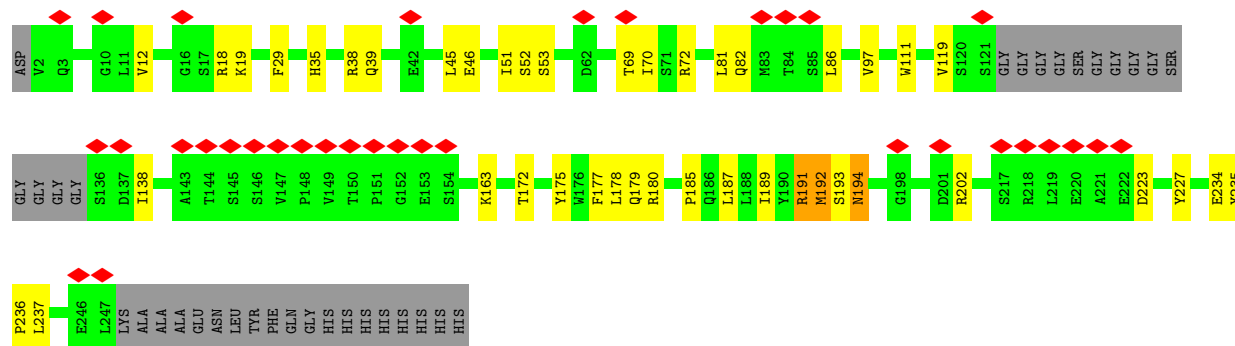 ASP V2 Q3 G10 L11 V12 G16 S17 R18 K19 F29 H35 R38 Q39 E42 L45 E46 I51 S52 S53 D62 T69 I70 S71 R72 L81 Q82 M83 T84 S85 L86 V97 W111 V119 S120 S121 GLY GLY GLY GLY SER GLY GLY GLY GLY SER
GLY GLY GLY GLY S136 D137 I138 A143 T144 S145 S146 V147 P148 V149 T150 P151 G152 E153 S154 K163 T172 Y175 W176 F177 L178 Q179 R180 P185 Q186 L187 L188 I189 Y190 R191 M192 S193 N194 G198 D201 R202 S217 R218 L219 E220 A221 E222 D223 Y227 E234 Y235
P236 L237 E246 L247 LYS ALA ALA ALA GLU ASN LEU TYR PHE GLN GLY HIS HIS HIS HIS HIS HIS HIS HIS